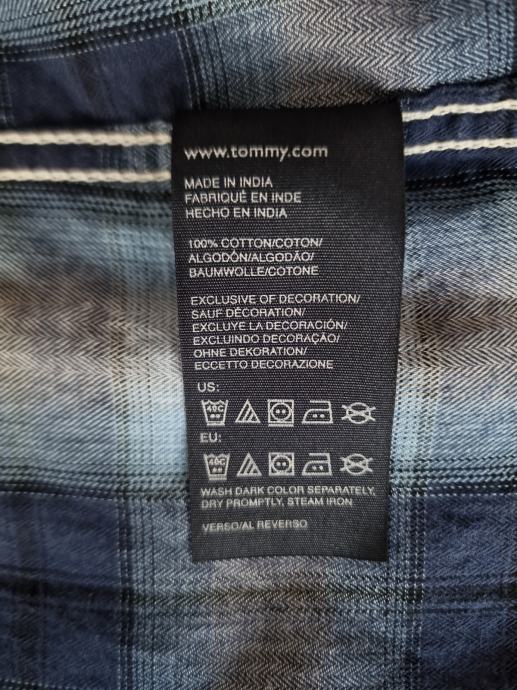 www.tommy.com
MADE IN INDIA
FABRIQUÉ EN INDE
HECHO EN INDIA
100% COTTON/COTON/
ALGODÓN/ALGODÃO/
BAUMWOLLE/COTONE
EXCLUSIVE OF DECORATION/
SAUF DÉCORATION/
EXCLUYE LA DECORACIÓN/
EXCLUINDO DECORAÇÃO/
OHNE DEKORATION/
ECCETTO DECORAZIONE
US:
40C
EU:
40C
WASH DARK COLOR SEPARATELY,
DRY PROMPTLY, STEAM IRON
VERSO/AL REVERSO